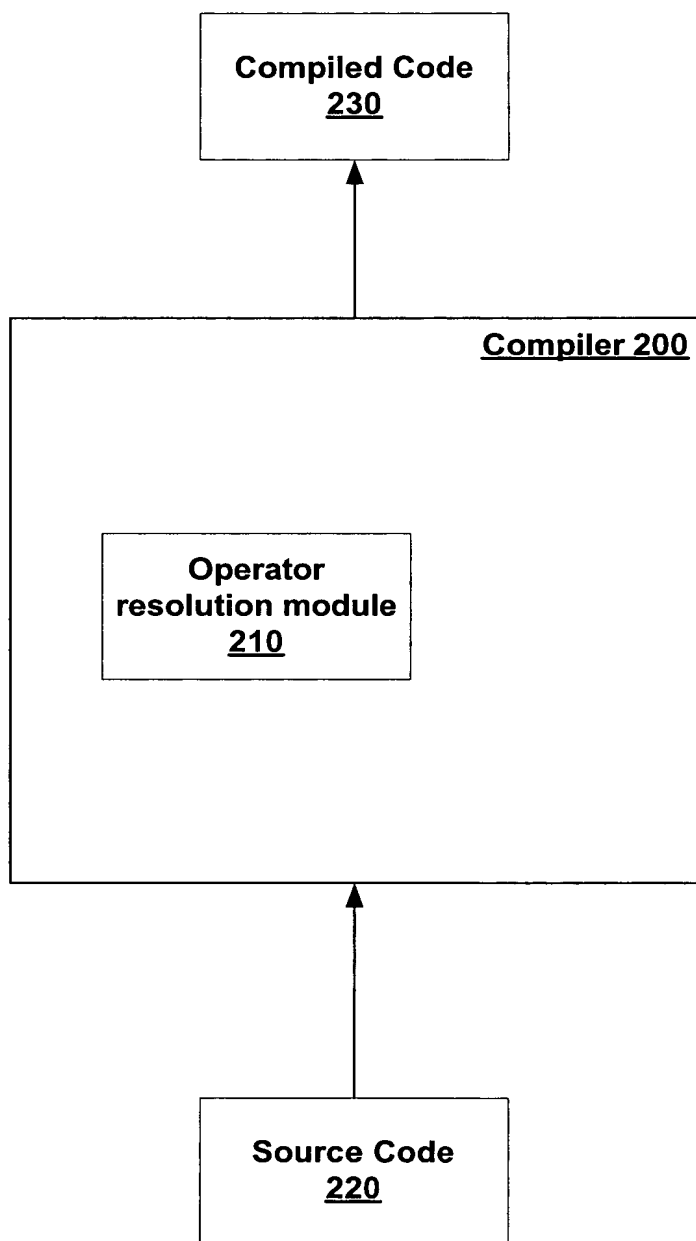 Compiled Code
230
Compiler 200
Operator
resolution module
210
Source Code
220